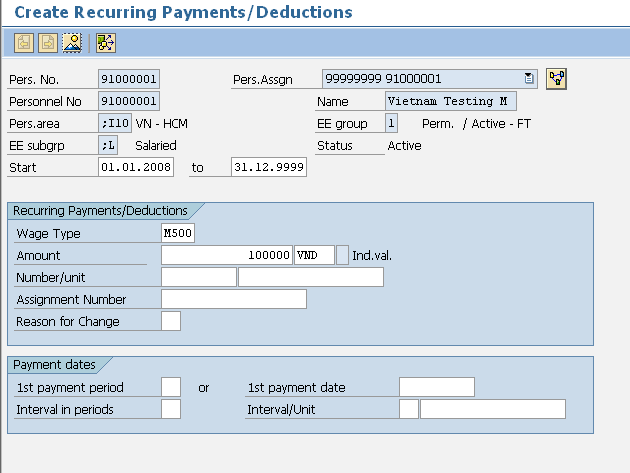 Create Recurring Payments/Deductions
Pers. No. 91000001 Pers.Assgn 99999999 91000001
Personnel No 91000001 Name Vietnam Testing M
Pers.area ;I10 VN - HCM EE group 1 Perm. / Active - FT
EE subgrp ;L Salaried Status Active
Start 01.01.2008 to 31.12.9999
Recurring Payments/Deductions
Wage Type M500
Amount 100000 VND Ind.val.
Number/unit
Assignment Number
Reason for Change
Payment dates
1st payment period or 1st payment date
Interval in periods Interval/Unit